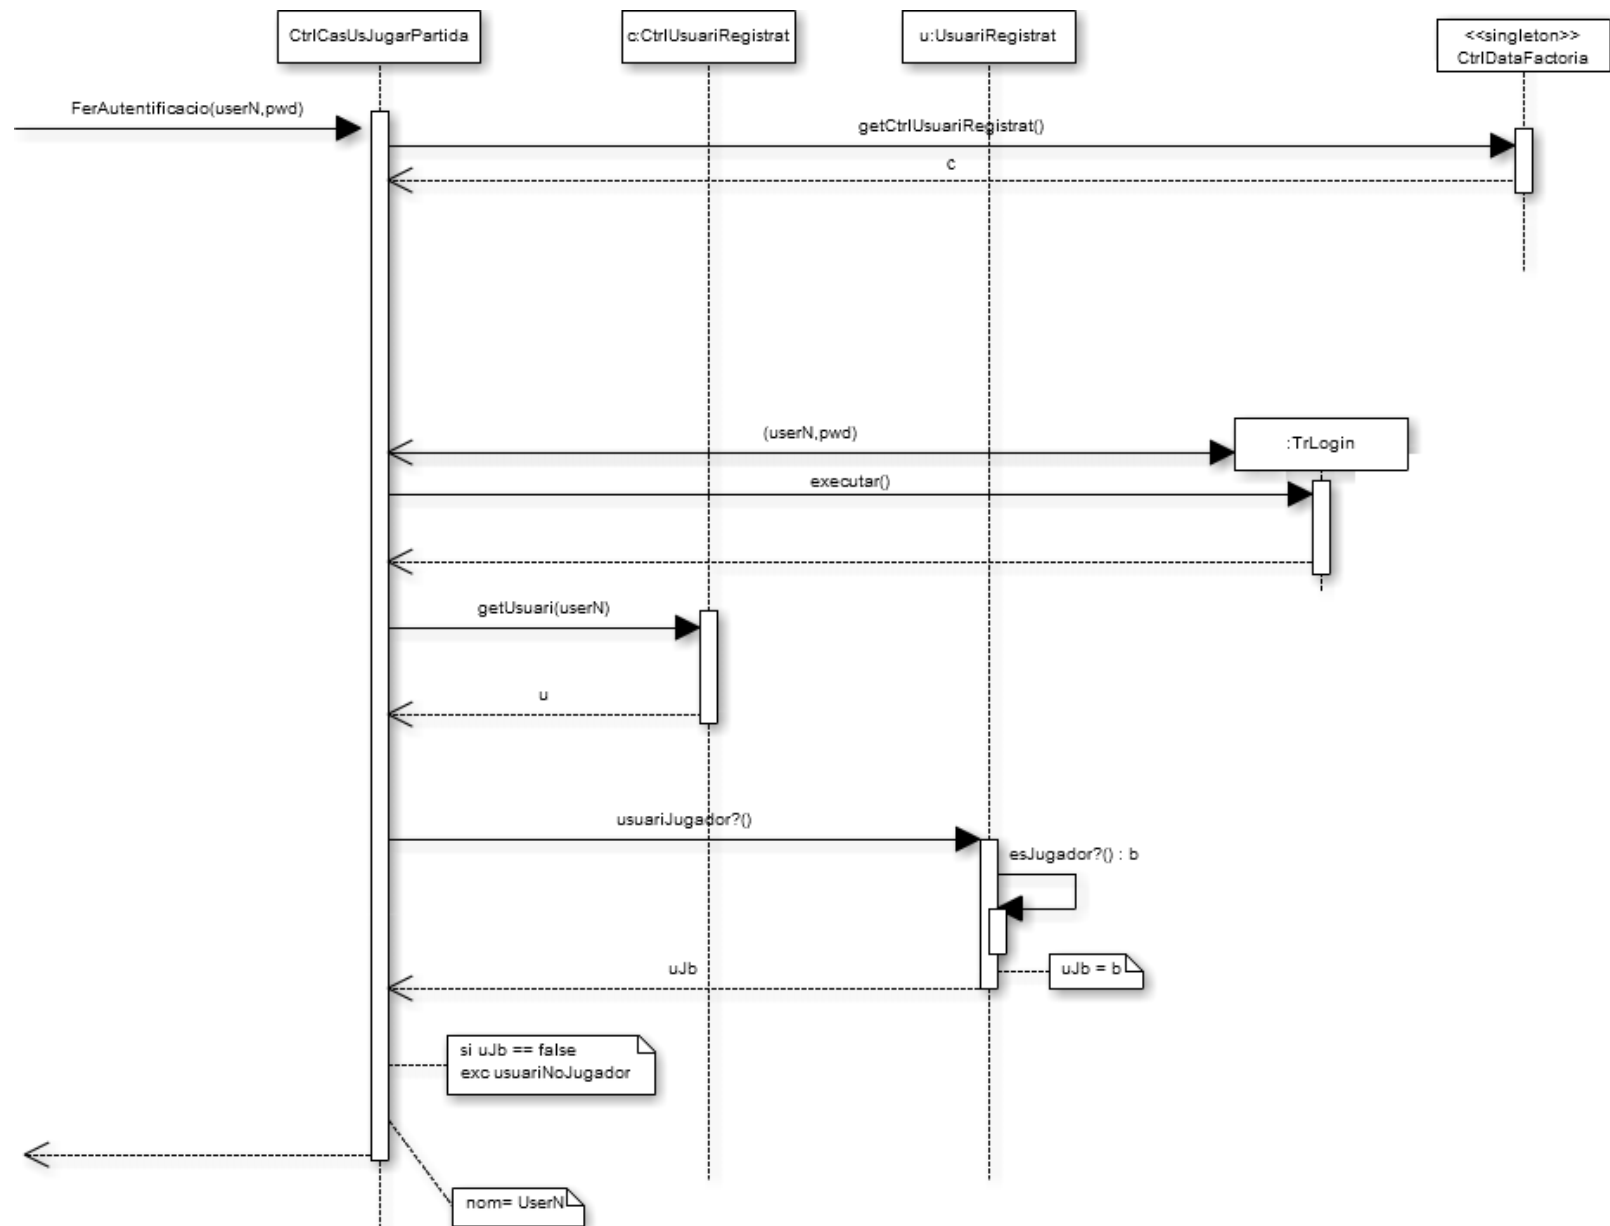 CtrlCasUsJugarPartida
c:CtrlUsuariRegistrat
u:UsuariRegistrat
<<singleton>>
CtrlDataFactoria
FerAutentificacio(userN,pwd)
getCtrlUsuariRegistrat()
c
(userN,pwd)
:TrLogin
executar()
getUsuari(userN)
u
usuariJugador?()
esJugador?() : b
uJb
uJb = b
si uJb == false
exc usuariNoJugador
nom= UserN